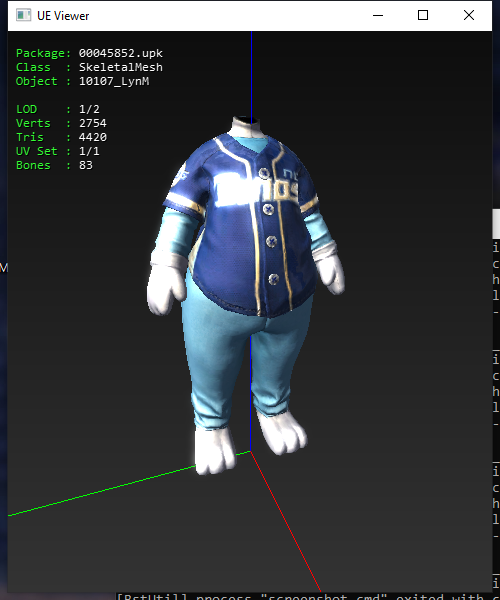 UE Viewer
Package: 00045852.upk
Class : SkeletalMesh
Object : 10107_LynM
LOD : 1/2
Verts : 2754
Tris : 4420
UV Set : 1/1
Bones : 83
nc
M
i
c
h
l
-
i
c
h
l
-
i
c
h
l
-
i
[RstUtil] process "screenshot.cmd" exited with c